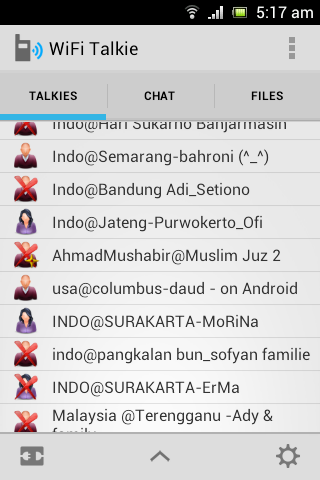 5:17 am
WiFi Talkie
TALKIES
CHAT
FILES
Indo@Hari Sukarno Banjarmasin
Indo@Semarang-bahroni (^_^)
Indo@Bandung Adi_Setiono
Indo@Jateng-Purwokerto_Ofi
AhmadMushabir@Muslim Juz 2
usa@columbus-daud - on Android
INDO@SURAKARTA-MoRiNa
indo@pangkalan bun_sofyan familie
INDO@SURAKARTA-ErMa
Malaysia @Terengganu -Ady &
family